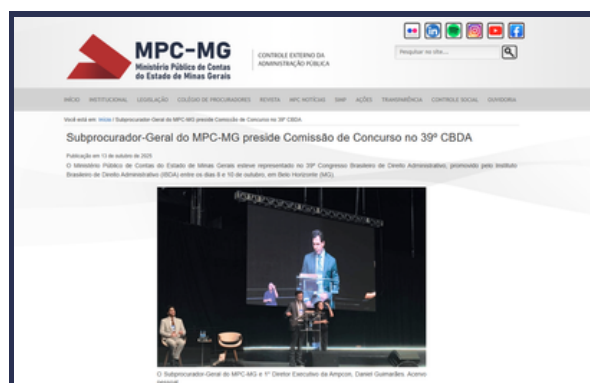 MPC-MG
Ministério Público de Contas
do Estado de Minas Gerais
CONTROLE EXTERNO DA
ADMINISTRAÇÃO PÚBLICA
Pesquisar no site...
INÍCIO INSTITUCIONAL LEGISLAÇÃO COLÉGIO DE PROCURADORES REVISTA MPC NOTÍCIAS SMP AÇÕES TRANSPARÊNCIA CONTROLE SOCIAL OUVIDORIA
Você está em: Início / Subprocurador-Geral do MPC-MG preside Comissão de Concurso no 39º CBDA
Subprocurador-Geral do MPC-MG preside Comissão de Concurso no 39º CBDA
Publicação em 13 de outubro de 2025
O Ministério Público de Contas do Estado de Minas Gerais esteve representado no 39º Congresso Brasileiro de Direito Administrativo, promovido pelo Instituto
Brasileiro de Direito Administrativo (IBDA) entre os dias 8 e 10 de outubro, em Belo Horizonte (MG).
O Subprocurador-Geral do MPC-MG e 1º Diretor Executivo da Ampcon, Daniel Guimarães. Acervo
pessoal